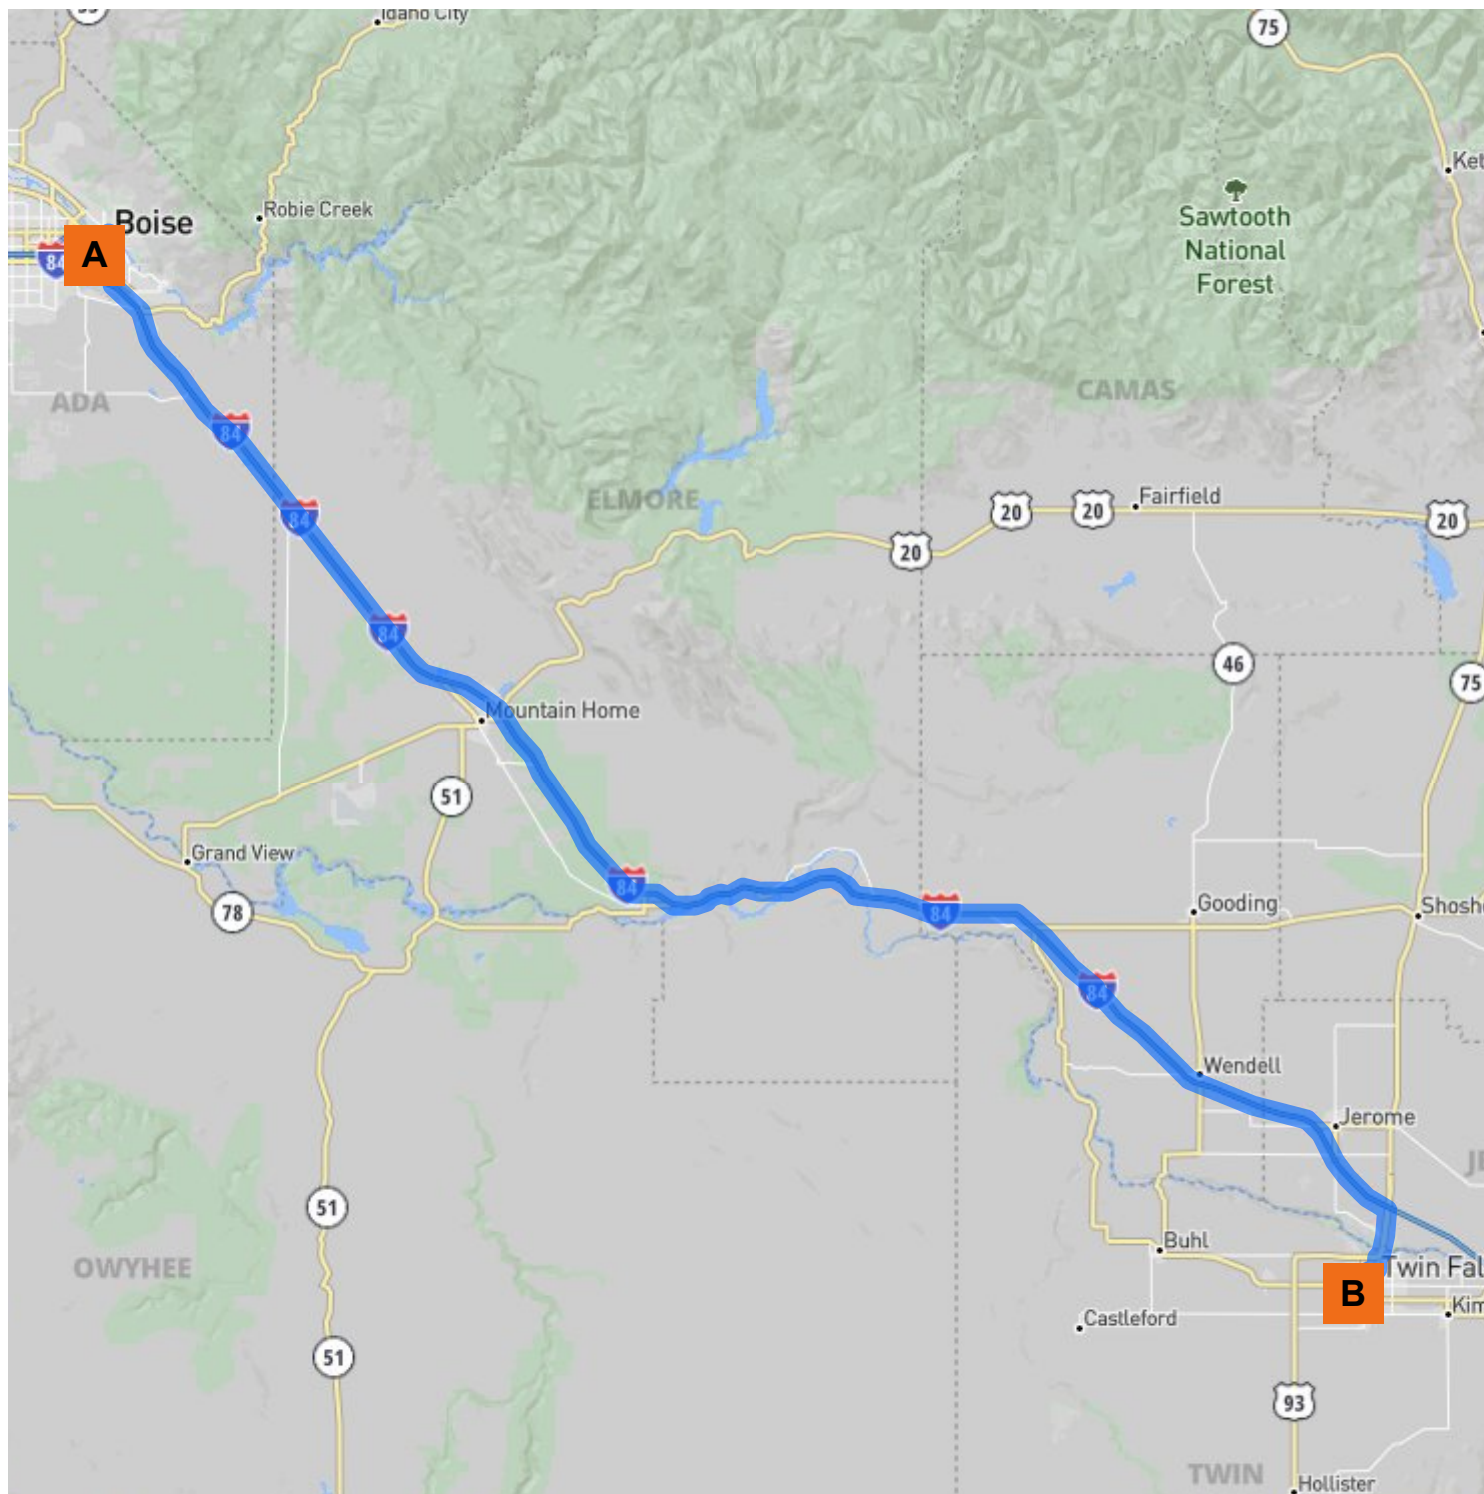 55
Idaho City
75
Ket
Robie Creek
Boise
Sawtooth
National
Forest
84
A
ADA
CAMAS
84
ELMORE
Fairfield
20
20
20
84
20
84
46
75
Mountain Home
51
Grand View
84
78
84
Gooding
Shosh
84
Wendell
Jerome
JE
51
Buhl
OWYHEE
Twin Fal
B
Kim
Castleford
51
93
TWIN
Hollister